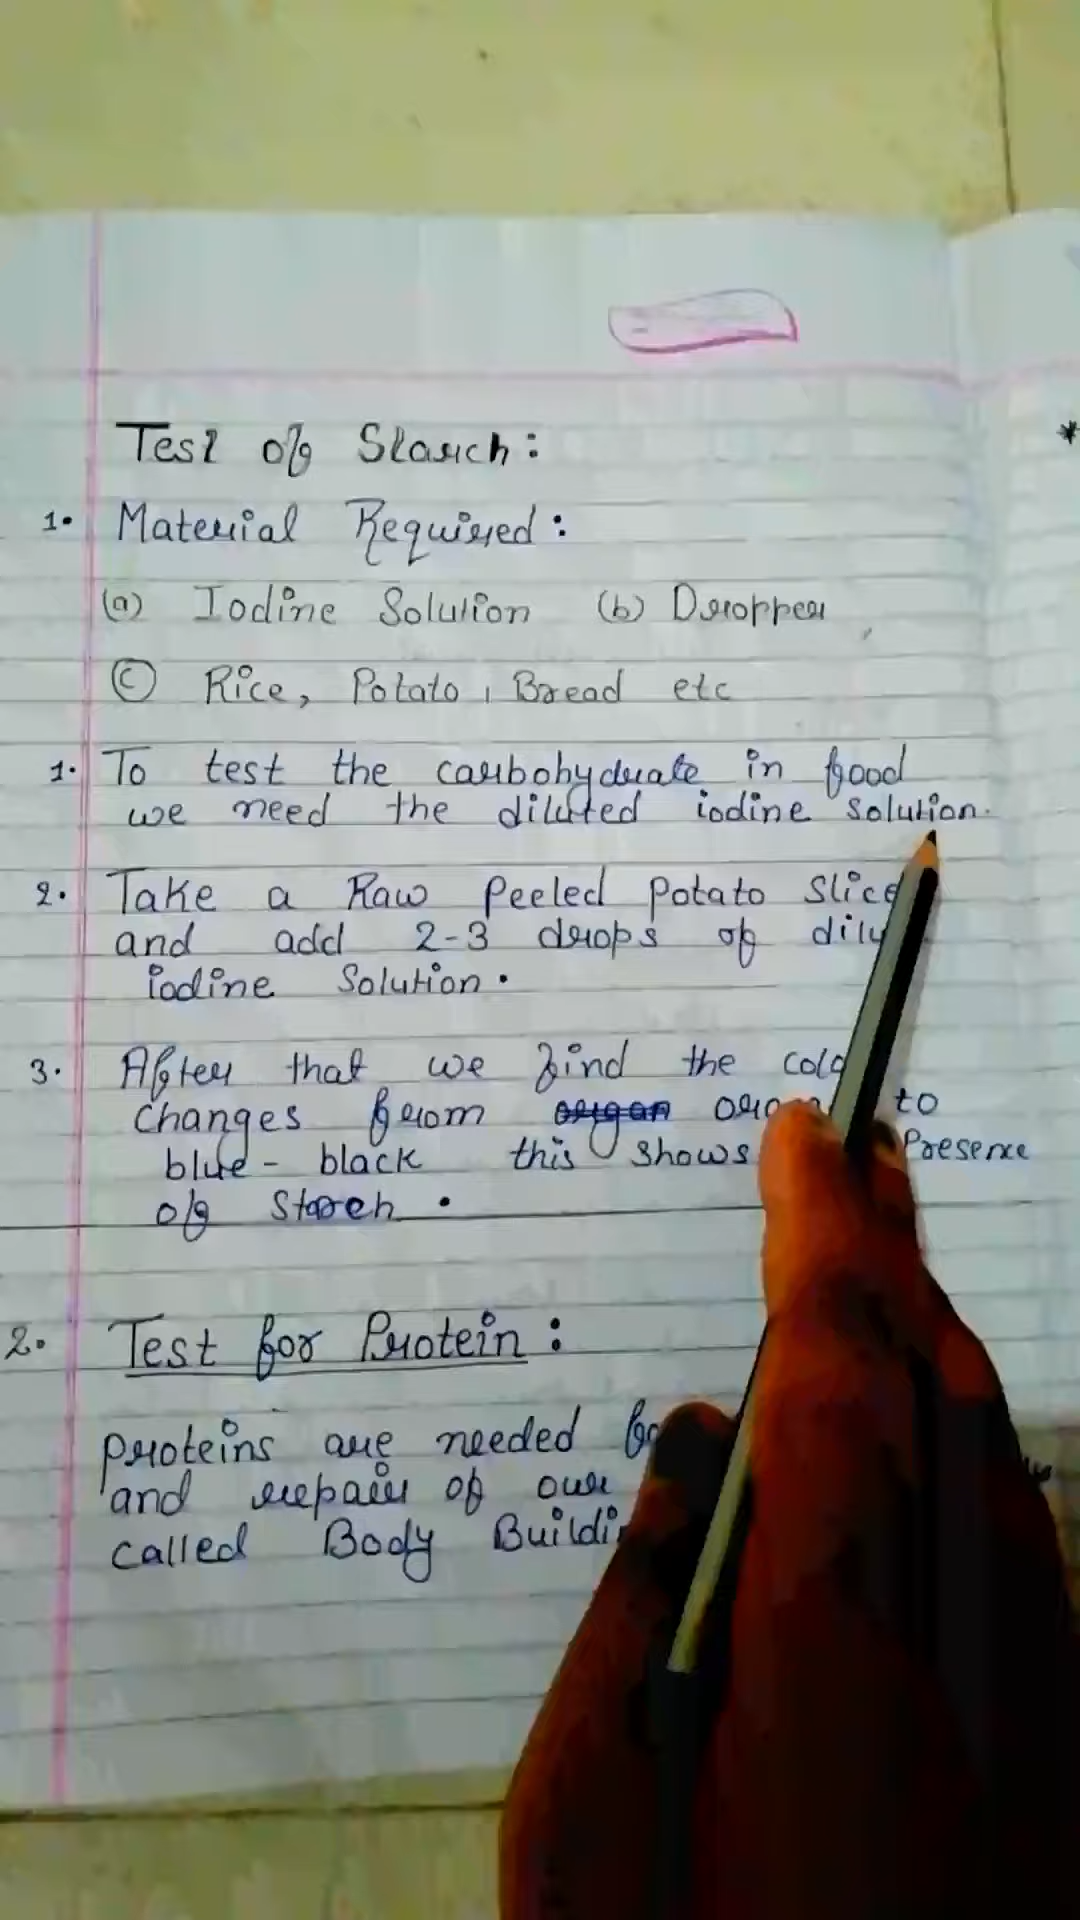 Test of Starch:
1. Material Required:
(a) Iodine Solution (b) Dropper
(c) Rice, Potato, Bread etc
1. To test the carbohydrate in food
we need the diluted iodine solution.
2. Take a Raw Peeled Potato Slice
and add 2-3 drops of
iodine Solution.
3. After that we find the
changes from to
blue-black this shows Presence
of Starch.
2. Test for Protein:
Proteins are needed
and repair of our
called Body